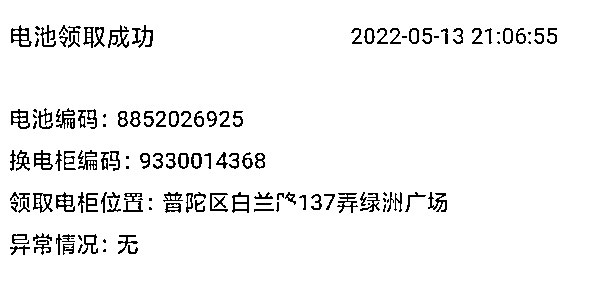 电池领取成功 2022-05-13 21:06:55
电池编码：8852026925
换电柜编码：9330014368
领取电柜位置：普陀区白兰137弄绿洲广场
异常情况：无